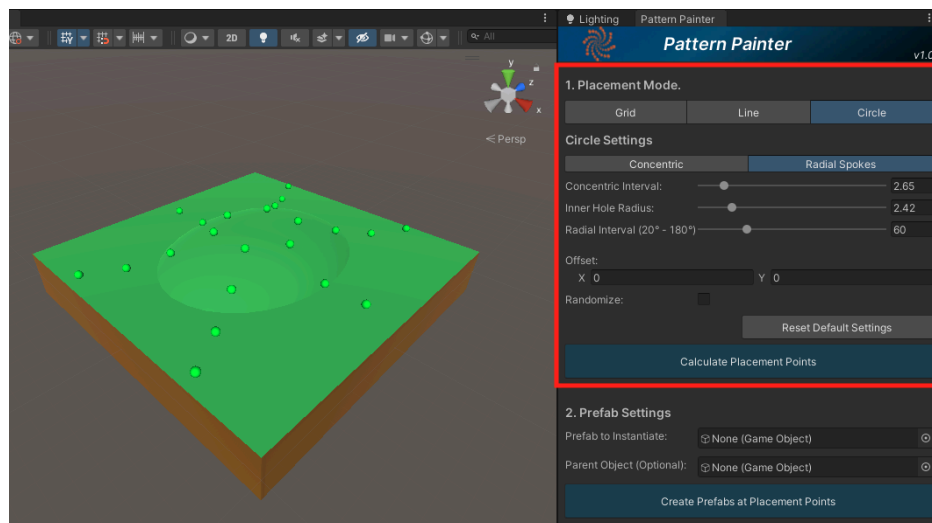 Lighting Pattern Painter
2D All
Pattern Painter
v1.0
y
z
x
Persp
1. Placement Mode.
Grid Line Circle
Circle Settings
Concentric Radial Spokes
Concentric Interval: 2.65
Inner Hole Radius: 2.42
Radial Interval (20° - 180°) 60
Offset:
X 0 Y 0
Randomize:
Reset Default Settings
Calculate Placement Points
2. Prefab Settings
Prefab to Instantiate: None (Game Object)
Parent Object (Optional): None (Game Object)
Create Prefabs at Placement Points